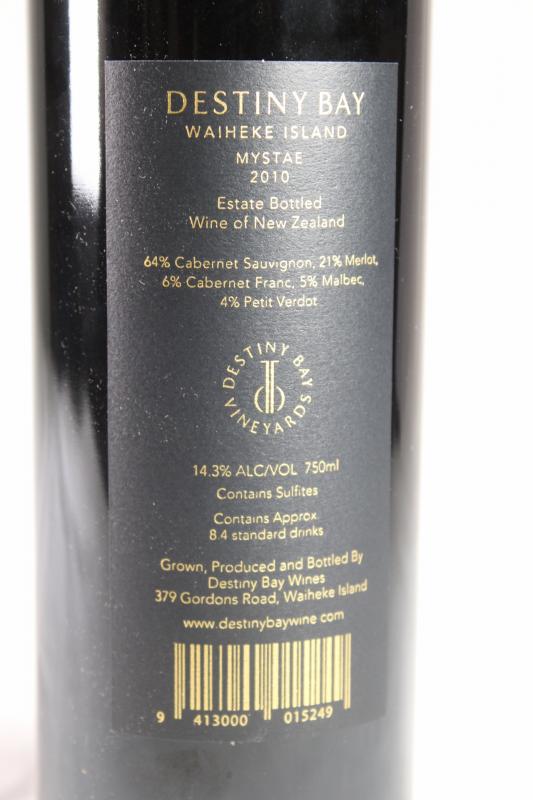 DESTINY BAY
WAIHEKE ISLAND
MYSTAE
2010
Estate Bottled
Wine of New Zealand
64% Cabernet Sauvignon, 21% Merlot,
6% Cabernet Franc, 5% Malbec,
4% Petit Verdot
DESTINY BAY
VINEYARDS
14.3% ALC/VOL 750ml
Contains Sulfites
Contains Approx.
8.4 standard drinks
Grown, Produced and Bottled By
Destiny Bay Wines
379 Gordons Road, Waiheke Island
www.destinybaywine.com
9 413000 015249